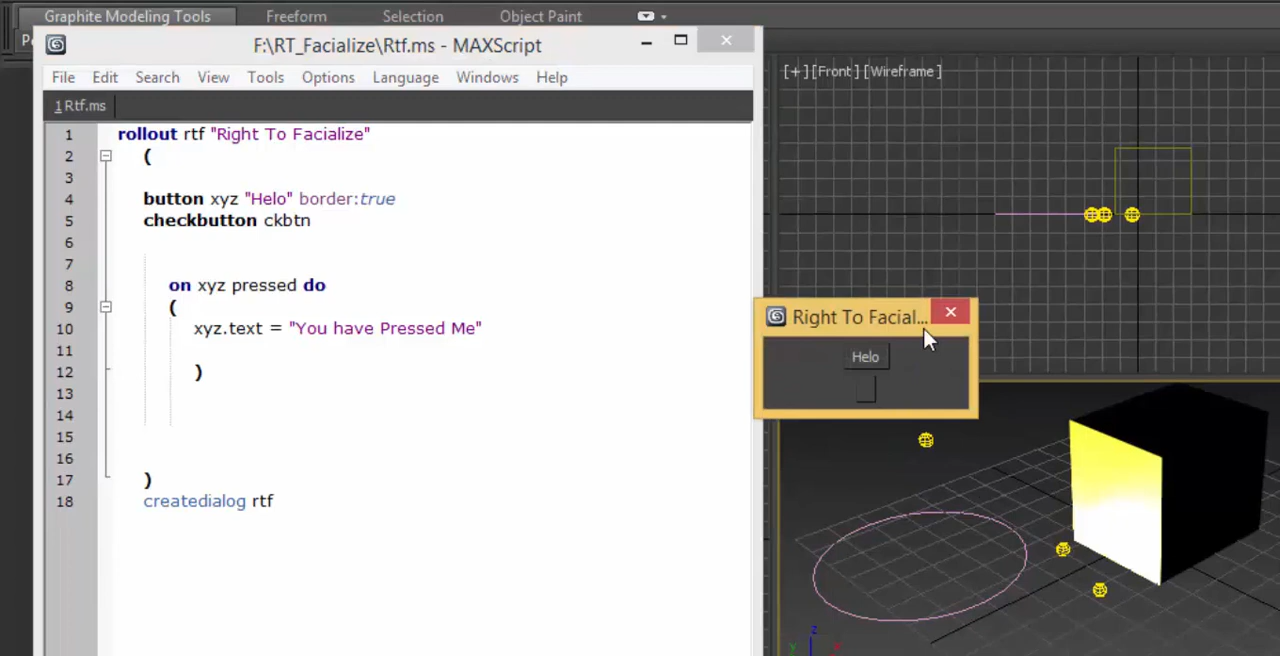 Graphite Modeling Tools Freeform Selection Object Paint
F:\RT_Facialize\Rtf.ms - MAXScript
File Edit Search View Tools Options Language Windows Help
1 Rtf.ms
1 rollout rtf "Right To Facialize"
2 (
3
4 button xyz "Helo" border:true
5 checkbutton ckbtn
6
7
8 on xyz pressed do
9 (
10 xyz.text = "You have Pressed Me"
11
12 )
13
14
15
16
17 )
18 createdialog rtf
[+][Front][Wireframe]
Right To Facial...
Helo
z